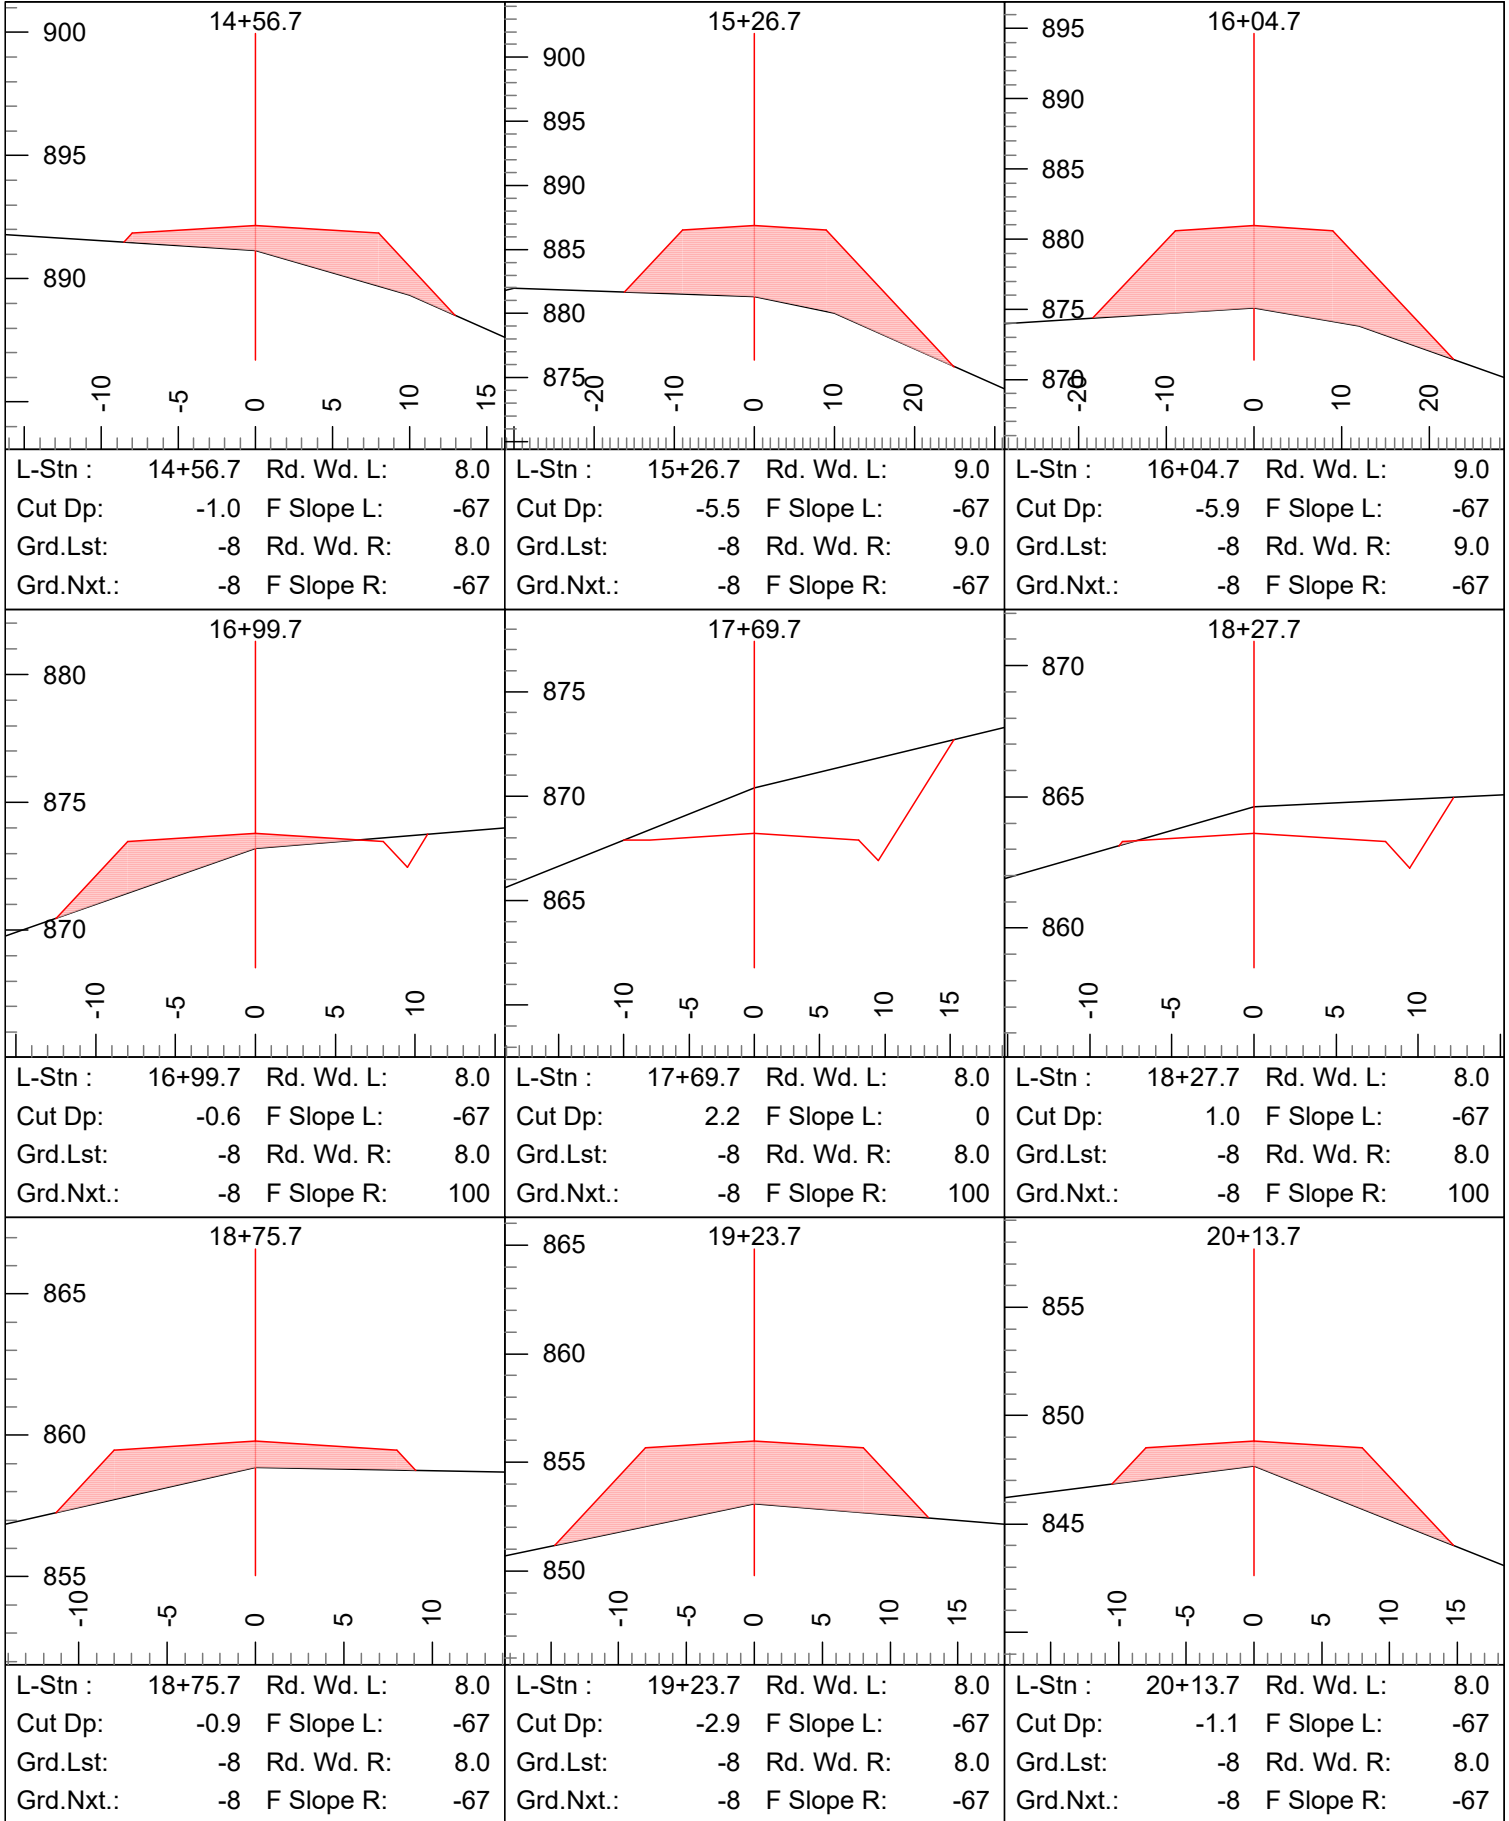 14+56.7
900
895
890
-10 -5 0 5 10 15
L-Stn : 14+56.7 Rd. Wd. L: 8.0
Cut Dp: -1.0 F Slope L: -67
Grd.Lst: -8 Rd. Wd. R: 8.0
Grd.Nxt.: -8 F Slope R: -67
15+26.7
900
895
890
885
880
875
-20 -10 0 10 20
L-Stn : 15+26.7 Rd. Wd. L: 9.0
Cut Dp: -5.5 F Slope L: -67
Grd.Lst: -8 Rd. Wd. R: 9.0
Grd.Nxt.: -8 F Slope R: -67
16+04.7
895
890
885
880
875
870
-20 -10 0 10 20
L-Stn : 16+04.7 Rd. Wd. L: 9.0
Cut Dp: -5.9 F Slope L: -67
Grd.Lst: -8 Rd. Wd. R: 9.0
Grd.Nxt.: -8 F Slope R: -67
16+99.7
880
875
870
-10 -5 0 5 10
L-Stn : 16+99.7 Rd. Wd. L: 8.0
Cut Dp: -0.6 F Slope L: -67
Grd.Lst: -8 Rd. Wd. R: 8.0
Grd.Nxt.: -8 F Slope R: 100
17+69.7
875
870
865
-10 0 5 10 15
L-Stn : 17+69.7 Rd. Wd. L: 8.0
Cut Dp: 2.2 F Slope L: 0
Grd.Lst: -8 Rd. Wd. R: 8.0
Grd.Nxt.: -8 F Slope R: 100
18+27.7
870
865
860
-10 -5 0 5 10
L-Stn : 18+27.7 Rd. Wd. L: 8.0
Cut Dp: 1.0 F Slope L: -67
Grd.Lst: -8 Rd. Wd. R: 8.0
Grd.Nxt.: -8 F Slope R: 100
18+75.7
865
860
855
-10 -5 0 5 10
L-Stn : 18+75.7 Rd. Wd. L: 8.0
Cut Dp: -0.9 F Slope L: -67
Grd.Lst: -8 Rd. Wd. R: 8.0
Grd.Nxt.: -8 F Slope R: -67
19+23.7
865
860
855
850
-10 -5 0 5 10 15
L-Stn : 19+23.7 Rd. Wd. L: 8.0
Cut Dp: -2.9 F Slope L: -67
Grd.Lst: -8 Rd. Wd. R: 8.0
Grd.Nxt.: -8 F Slope R: -67
20+13.7
855
850
845
-10 -5 0 5 10 15
L-Stn : 20+13.7 Rd. Wd. L: 8.0
Cut Dp: -1.1 F Slope L: -67
Grd.Lst: -8 Rd. Wd. R: 8.0
Grd.Nxt.: -8 F Slope R: -67